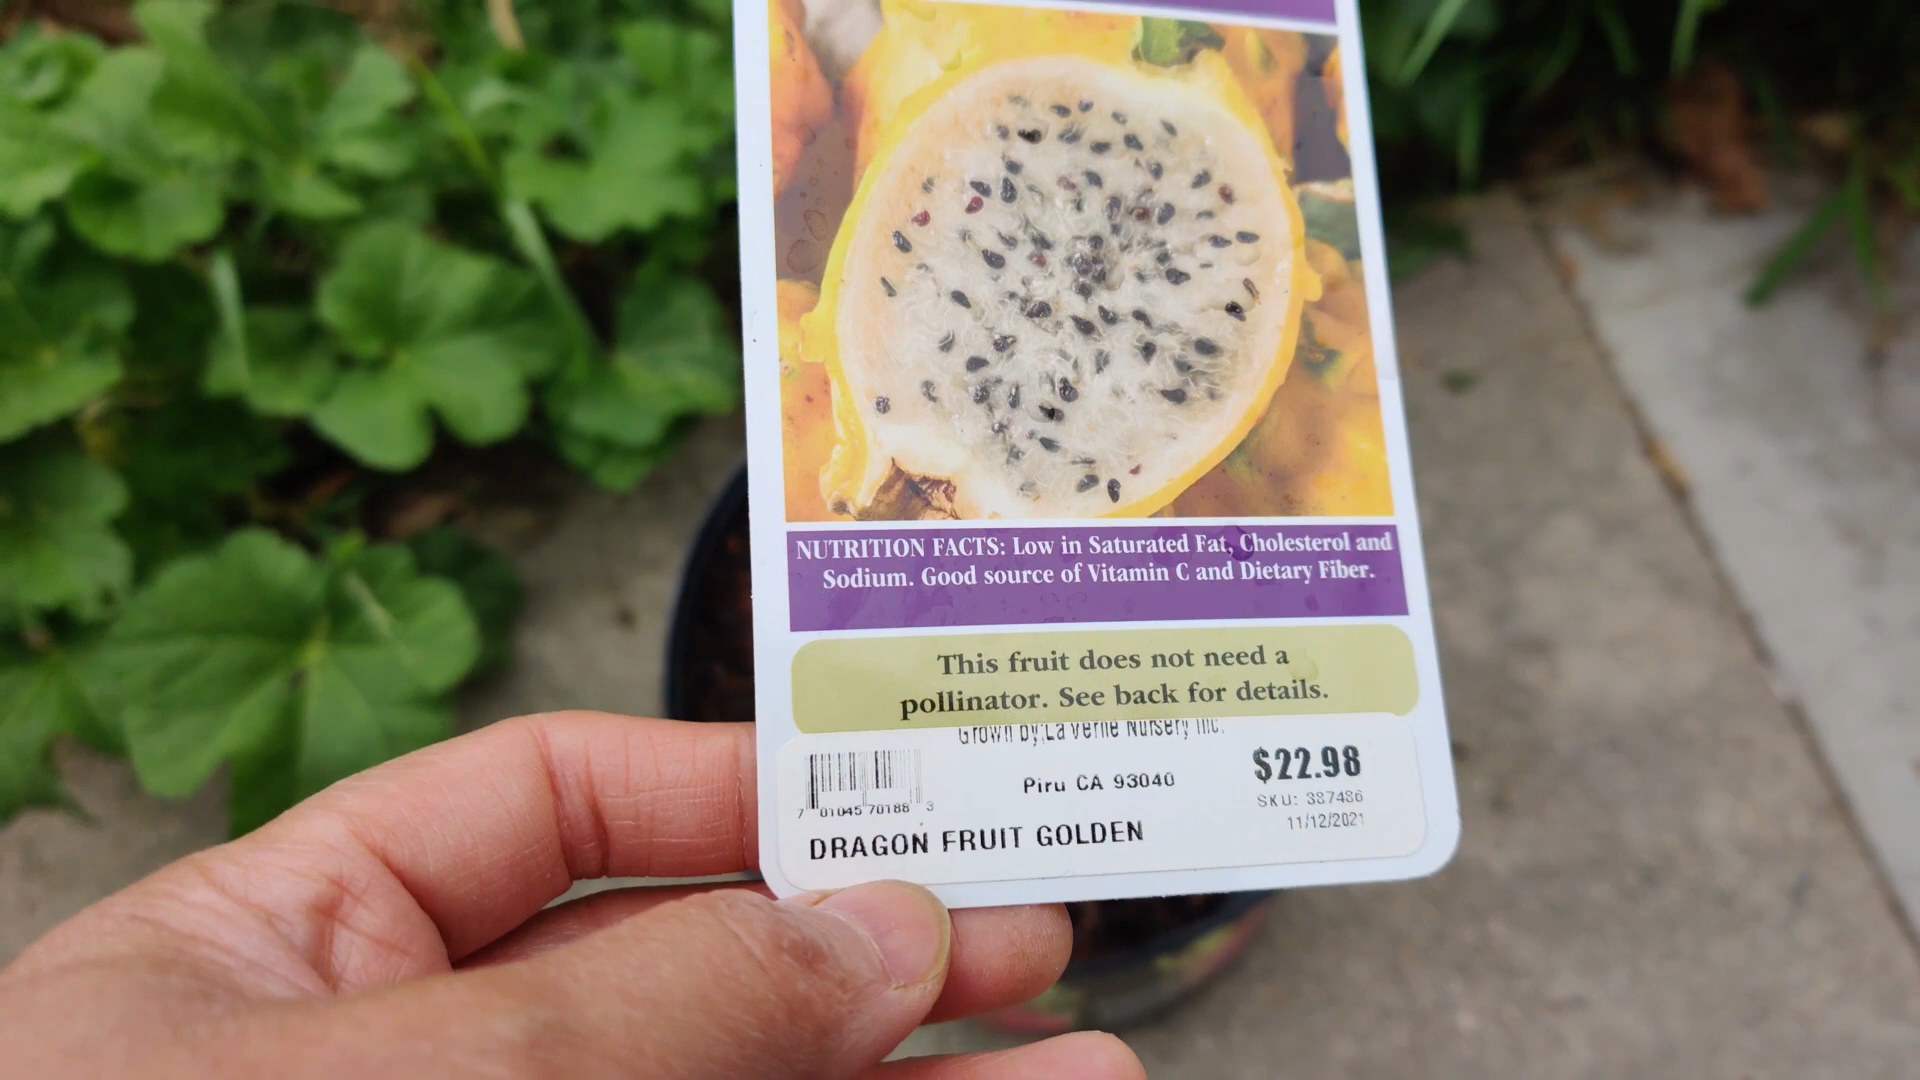 NUTRITION FACTS: Low in Saturated Fat, Cholesterol and
Sodium. Good source of Vitamin C and Dietary Fiber.
This fruit does not need a
pollinator. See back for details.
Grown by:La Verne Nursery Inc.
Piru CA 93040
$22.98
SKU: 387486
11/12/2021
7 01045 70188 3
DRAGON FRUIT GOLDEN